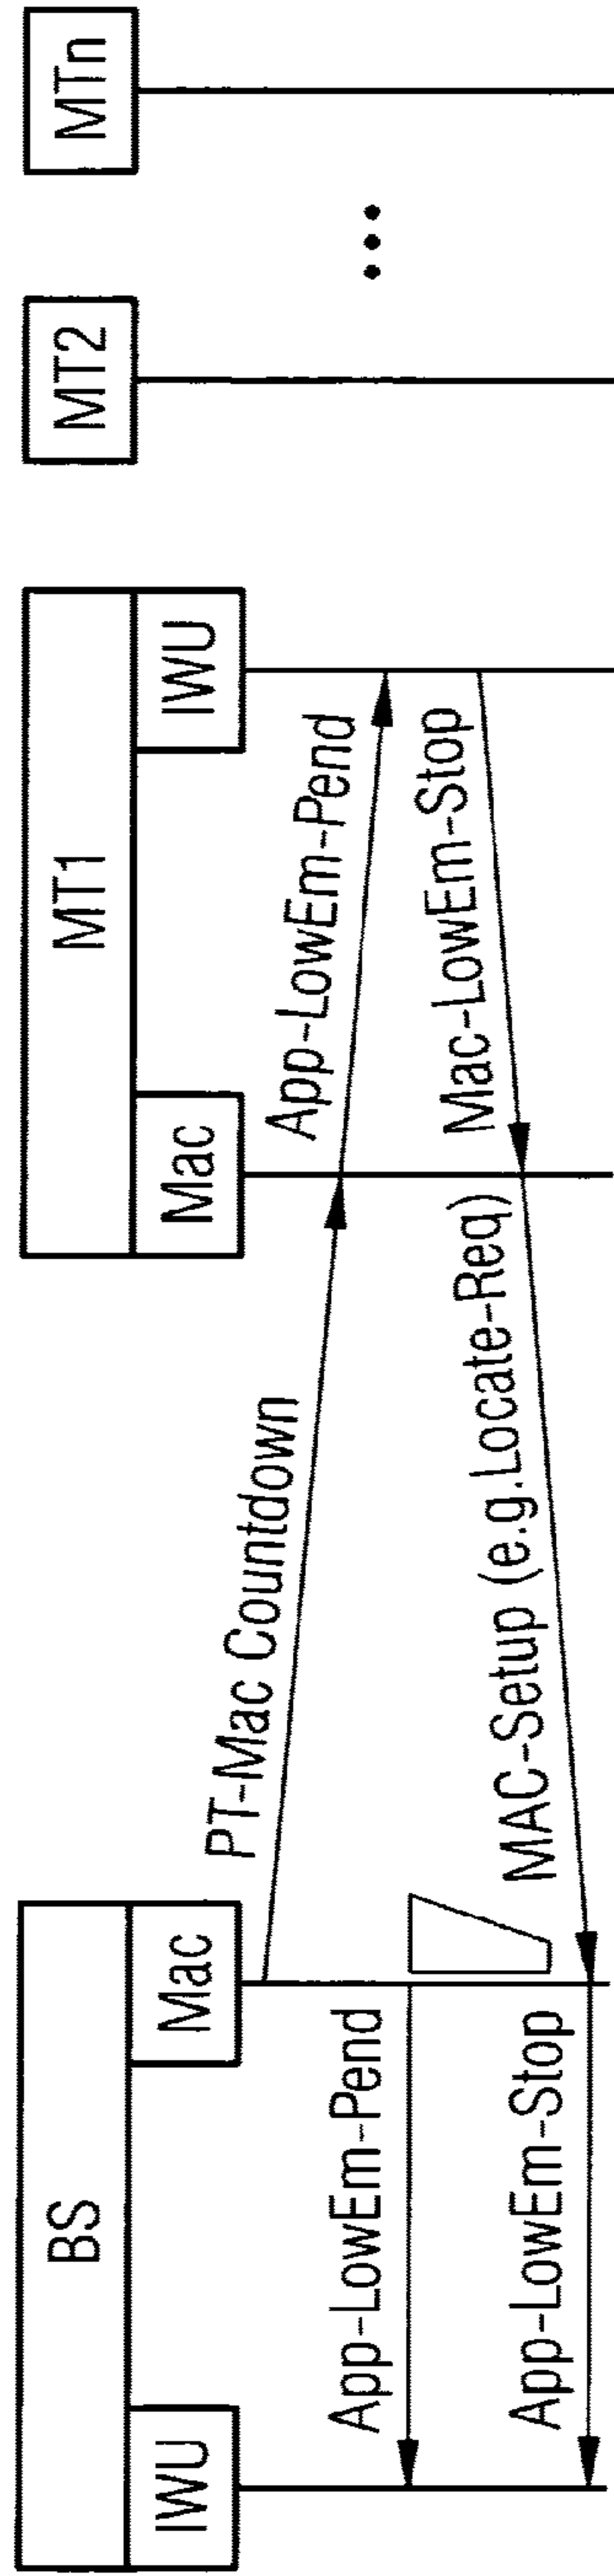 BS
MT1
MT2
MTn
IWU
Mac
Mac
IWU
PT-Mac Countdown
App-LowEm-Pend
App-LowEm-Pend
Mac-LowEm-Stop
MAC-Setup (e.g.Locate-Req)
App-LowEm-Stop